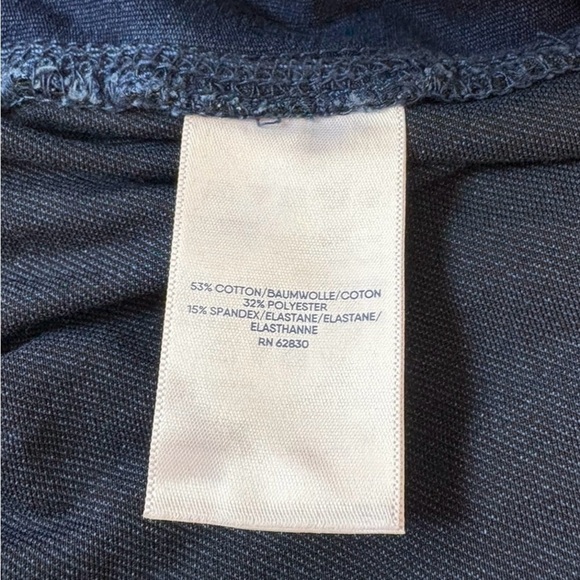 53% COTTON/BAUMWOLLE/COTON
32% POLYESTER
15% SPANDEX/ELASTANE/ELASTANE/
ELASTHANNE
RN 62830